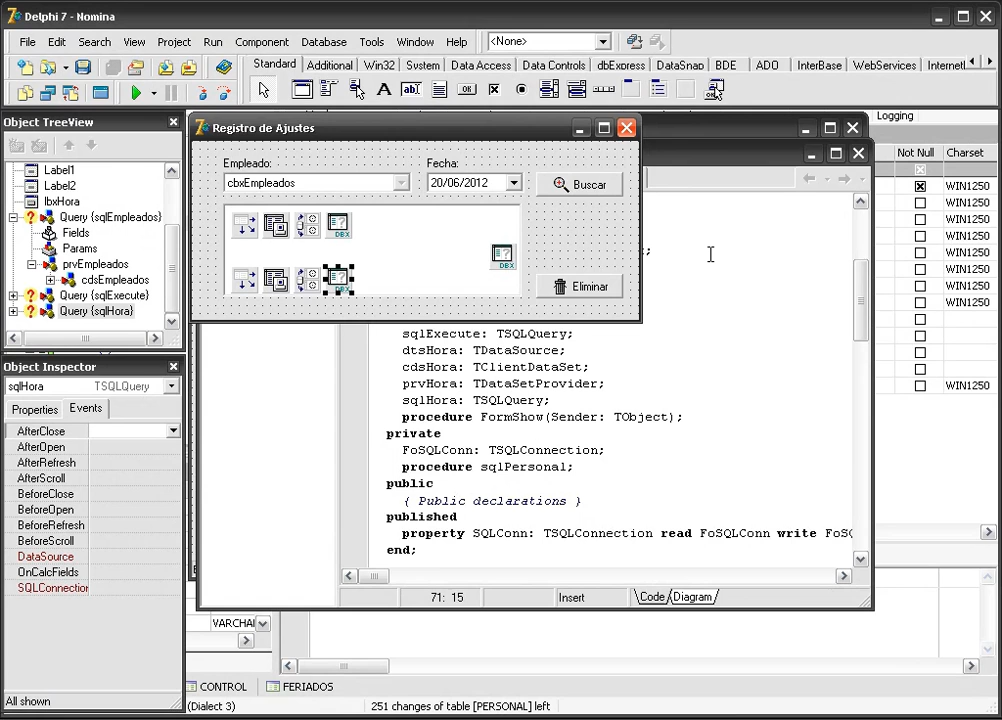 Delphi 7 - Nomina
File Edit Search View Project Run Component Database Tools Window Help <None>
Standard Additional Win32 System Data Access Data Controls dbExpress DataSnap BDE ADO InterBase WebServices
Object TreeView
Label1
Label2
lbxHora
Query {sqlEmpleados}
Fields
Params
prvEmpleados
cdsEmpleados
Query {sqlExecute}
Query {sqlHora}
Object Inspector
sqlHora TSQLQuery
Properties Events
AfterClose
AfterOpen
AfterRefresh
AfterScroll
BeforeClose
BeforeOpen
BeforeRefresh
BeforeScroll
DataSource
OnCalcFields
SQLConnection
All shown
Registro de Ajustes
Empleado: Fecha:
cbxEmpleados 20/06/2012 Buscar
DBX
DBX
DBX
Eliminar
;
sqlExecute: TSQLQuery;
dtsHora: TDataSource;
cdsHora: TClientDataSet;
prvHora: TDataSetProvider;
sqlHora: TSQLQuery;
procedure FormShow(Sender: TObject);
private
FoSQLConn: TSQLConnection;
procedure sqlPersonal;
public
{ Public declarations }
published
property SQLConn: TSQLConnection read FoSQLConn write FoSQ
end;
71: 15 Insert Code Diagram
Logging
Not Null Charset
WIN1250
WIN1250
WIN1250
WIN1250
WIN1250
WIN1250
WIN1250
WIN1250
WIN1250
VARCHA
CONTROL FERIADOS
(Dialect 3) 251 changes of table [PERSONAL] left